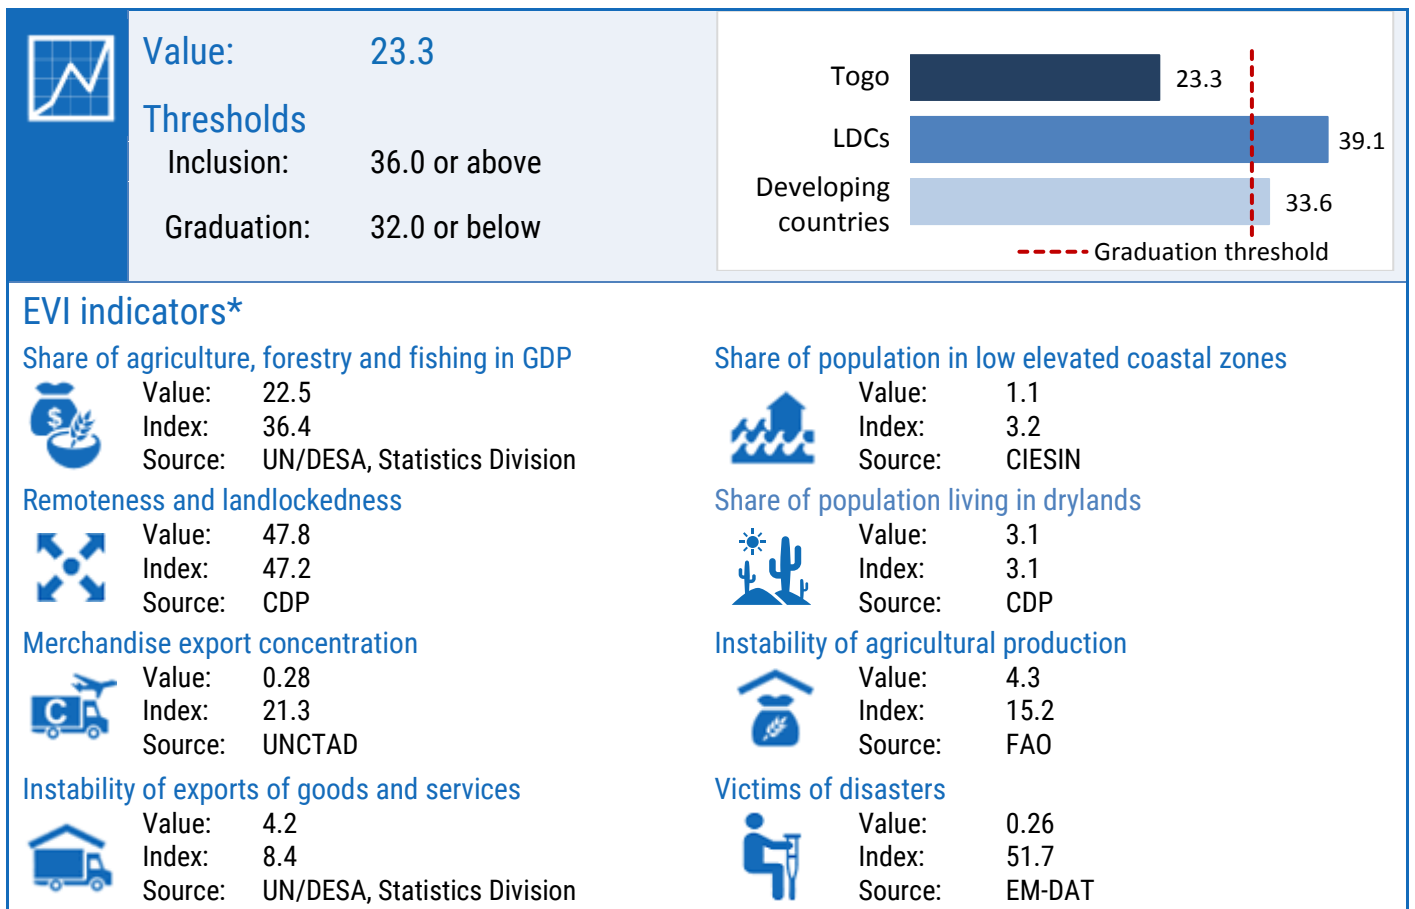 Value: 23.3
Thresholds
Inclusion: 36.0 or above
Graduation: 32.0 or below
Togo 23.3
LDCs 39.1
Developing
countries 33.6
Graduation threshold
EVI indicators*
Share of agriculture, forestry and fishing in GDP
$
Value: 22.5
Index: 36.4
Source: UN/DESA, Statistics Division
Remoteness and landlockedness
Value: 47.8
Index: 47.2
Source: CDP
Merchandise export concentration
C
Value: 0.28
Index: 21.3
Source: UNCTAD
Instability of exports of goods and services
Value: 4.2
Index: 8.4
Source: UN/DESA, Statistics Division
Share of population in low elevated coastal zones
Value: 1.1
Index: 3.2
Source: CIESIN
Share of population living in drylands
Value: 3.1
Index: 3.1
Source: CDP
Instability of agricultural production
Value: 4.3
Index: 15.2
Source: FAO
Victims of disasters
Value: 0.26
Index: 51.7
Source: EM-DAT